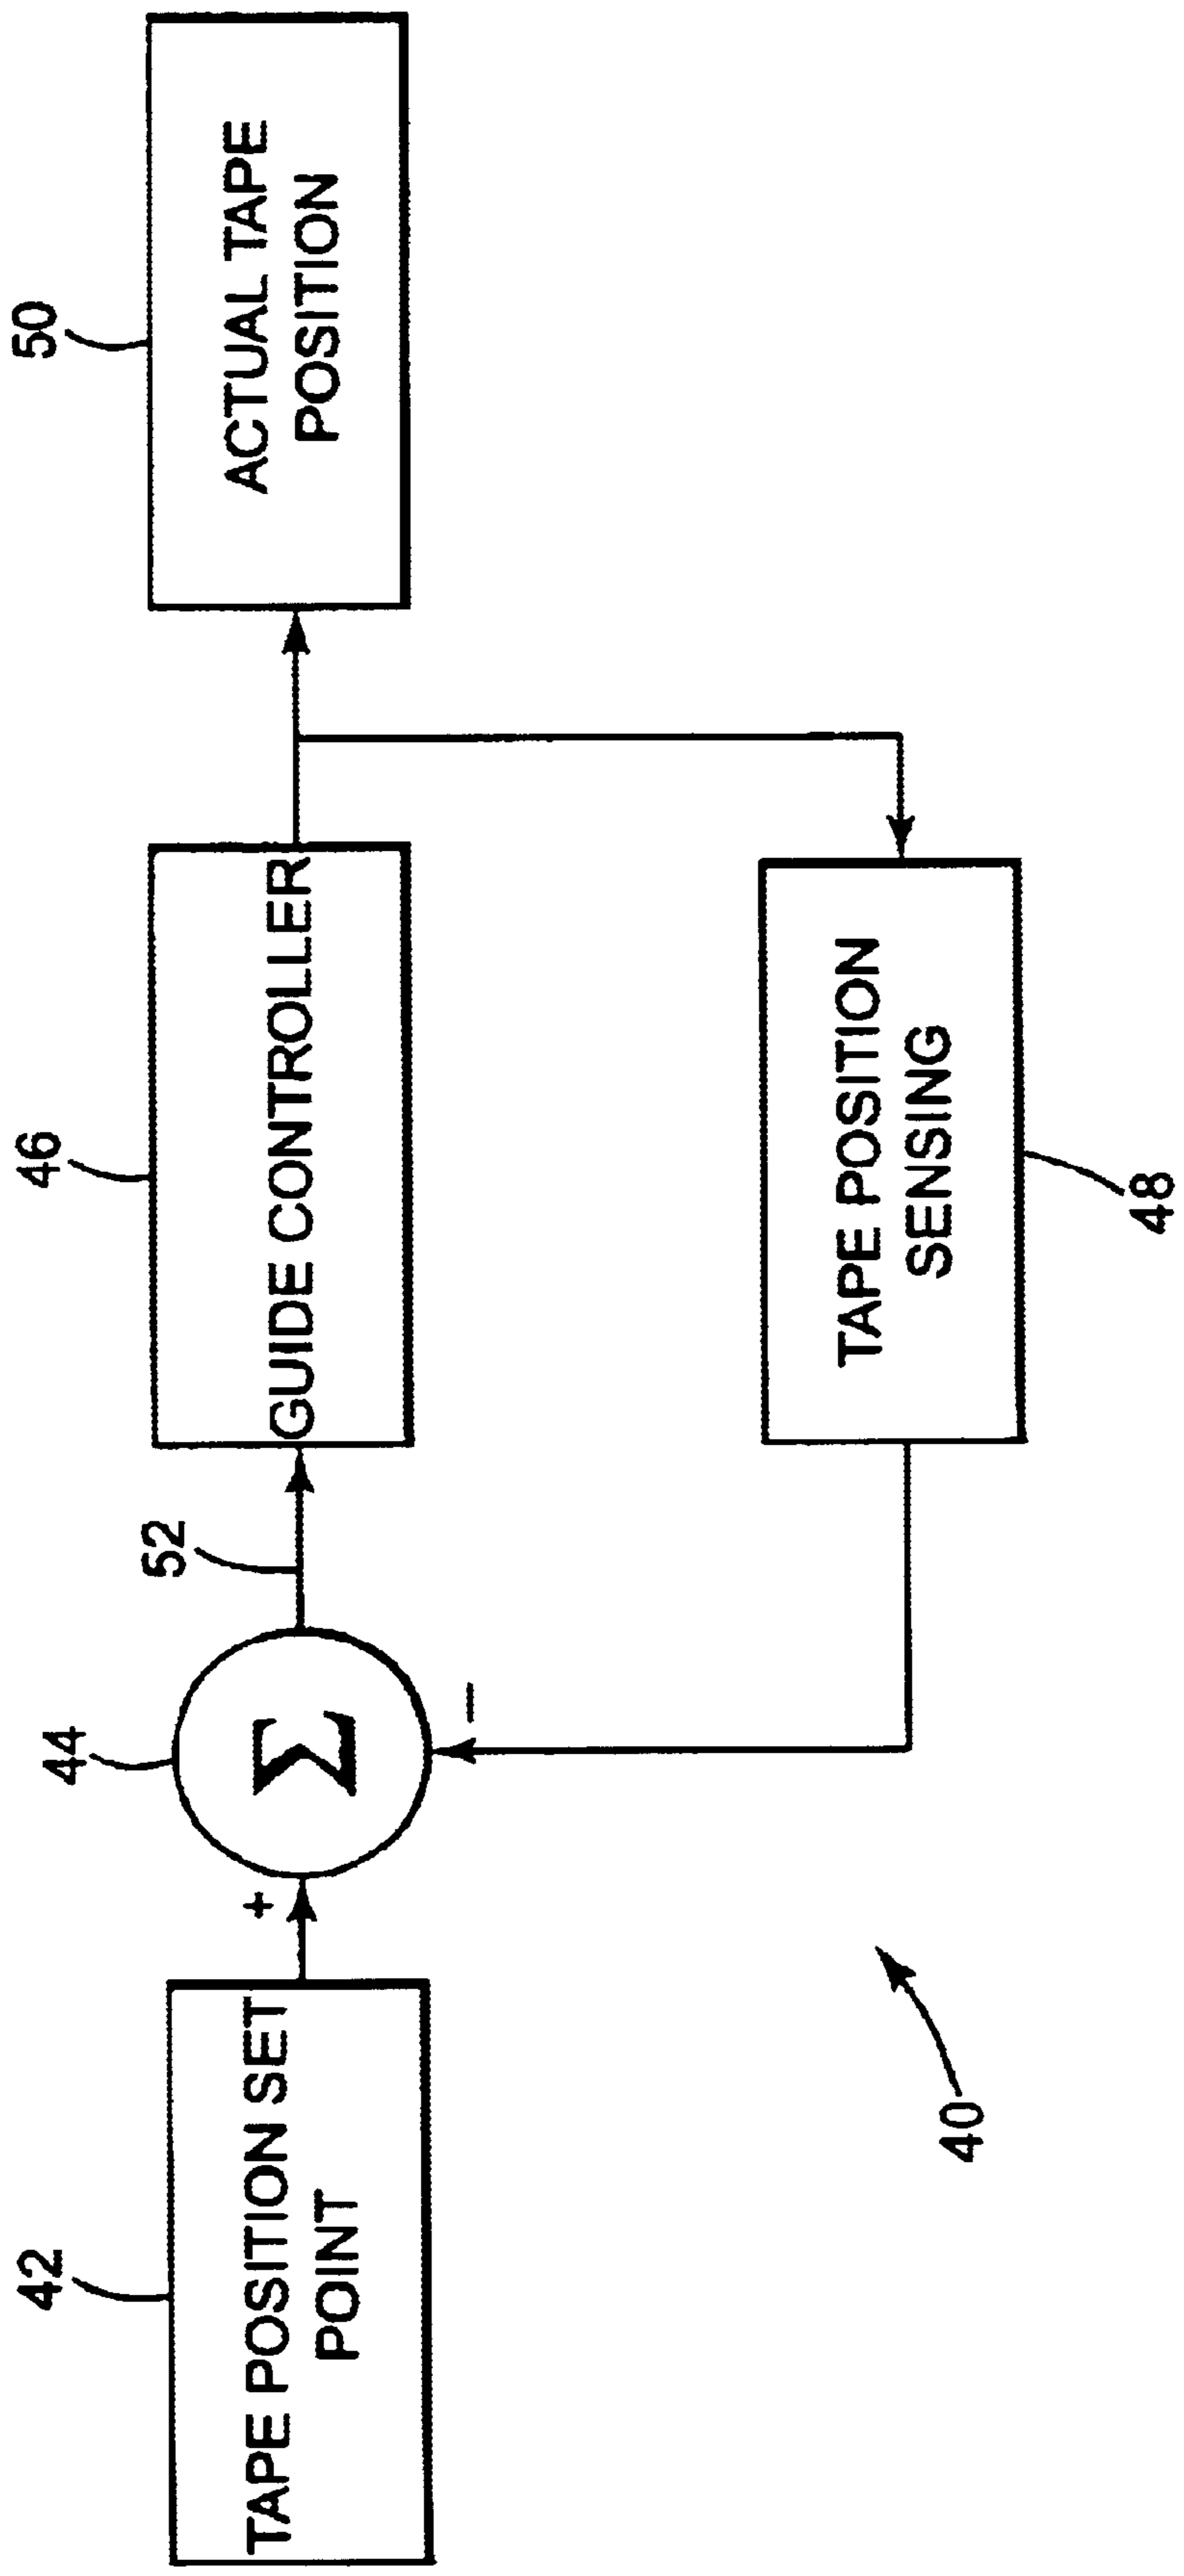 42
TAPE POSITION SET
POINT
+
44
Σ
−
52
46
GUIDE CONTROLLER
50
ACTUAL TAPE
POSITION
TAPE POSITION
SENSING
48
40